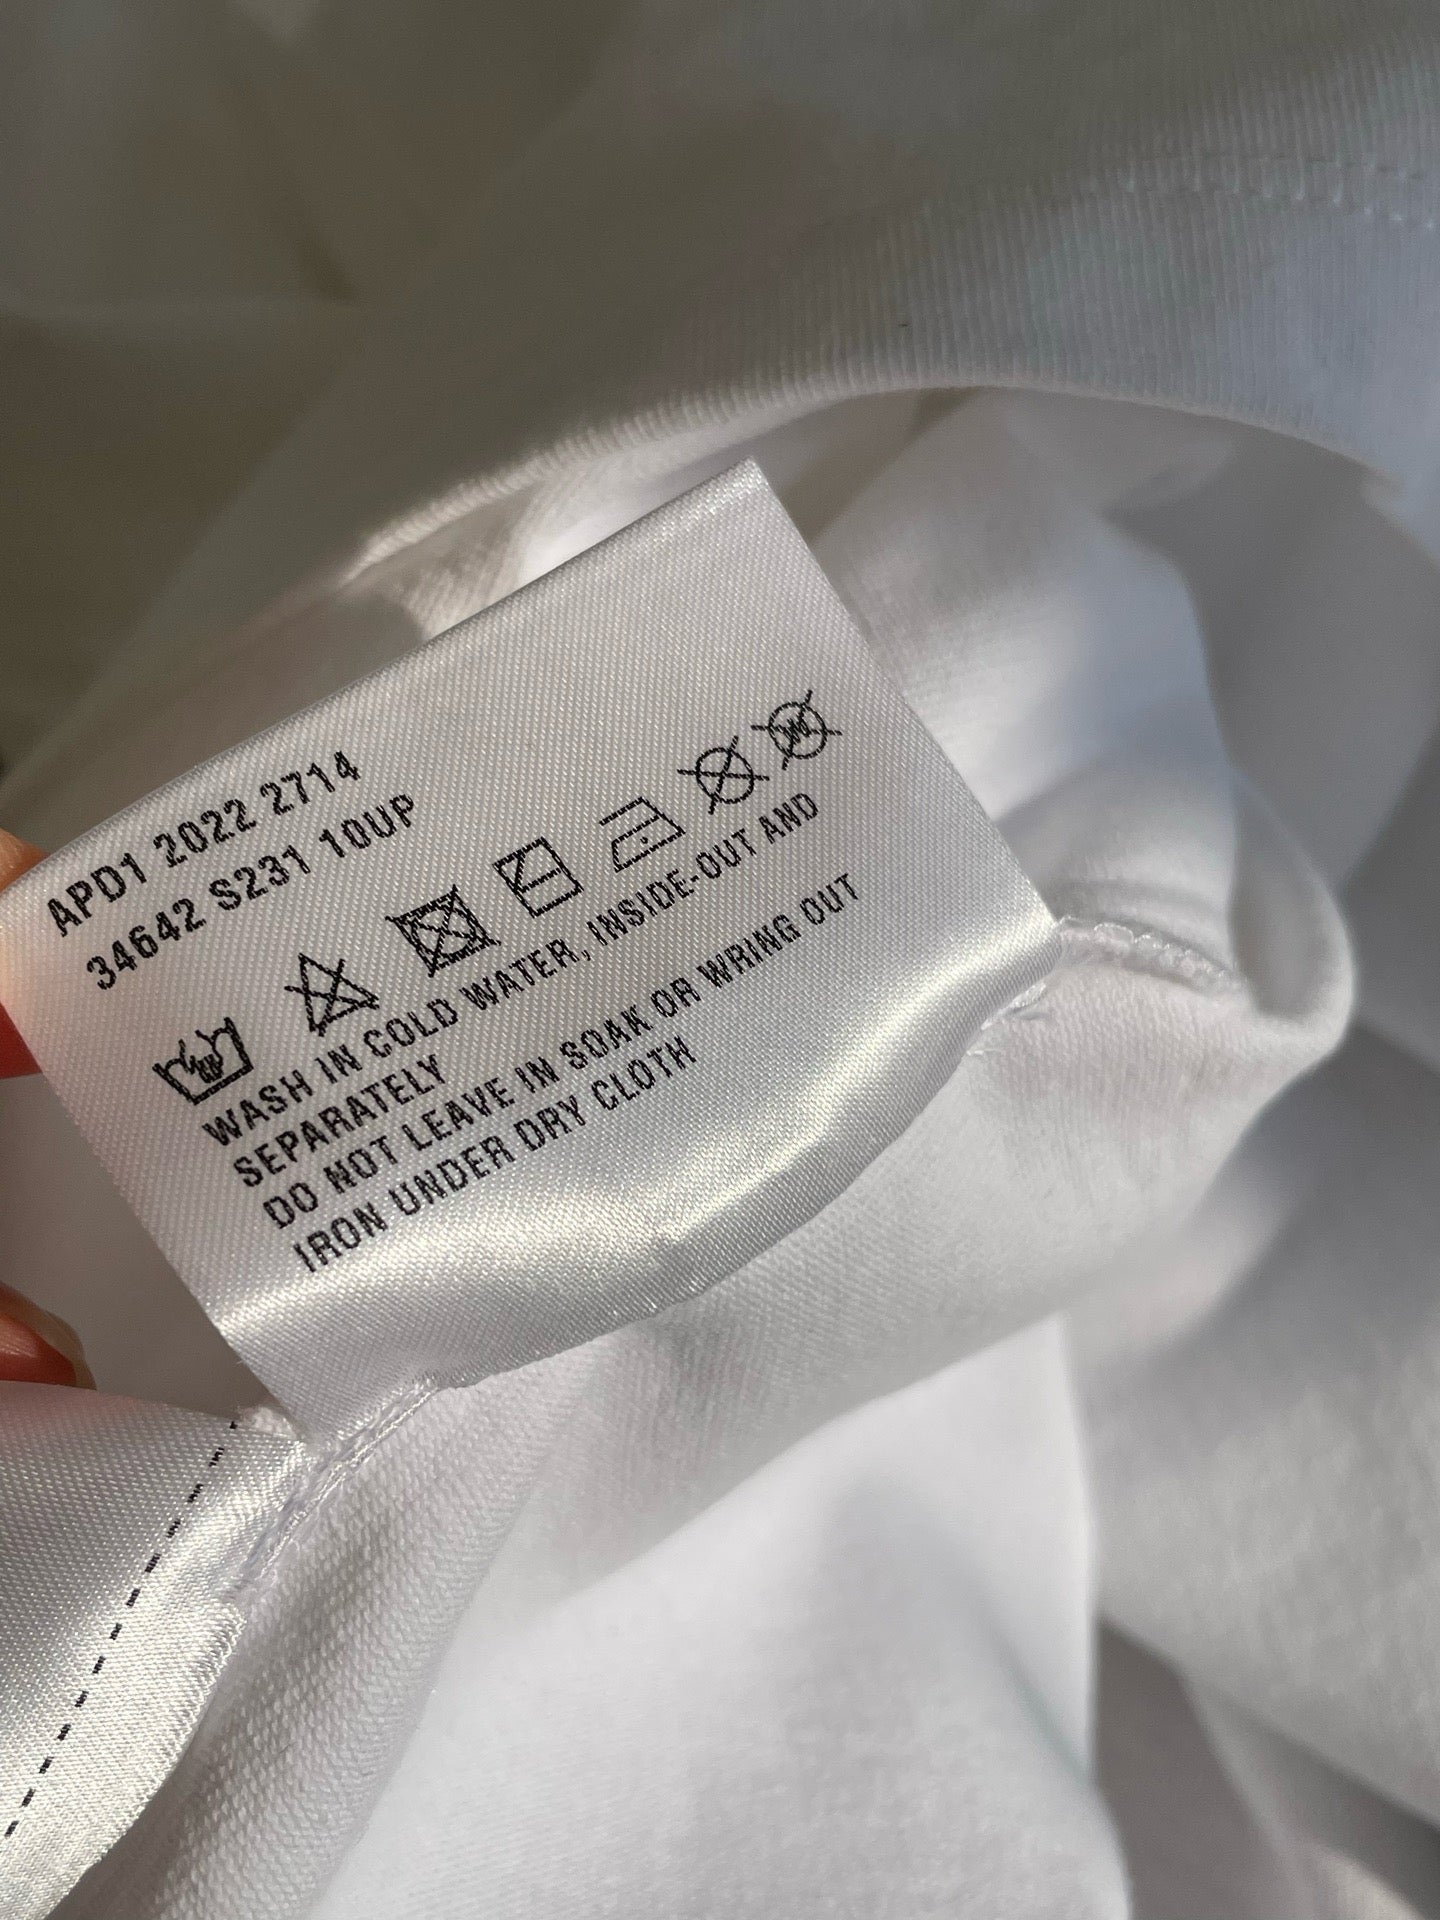 APD1 2022 2714
34642 S231 10UP
WASH IN COLD WATER, INSIDE-OUT AND
SEPARATELY
DO NOT LEAVE IN SOAK OR WRING OUT
IRON UNDER DRY CLOTH